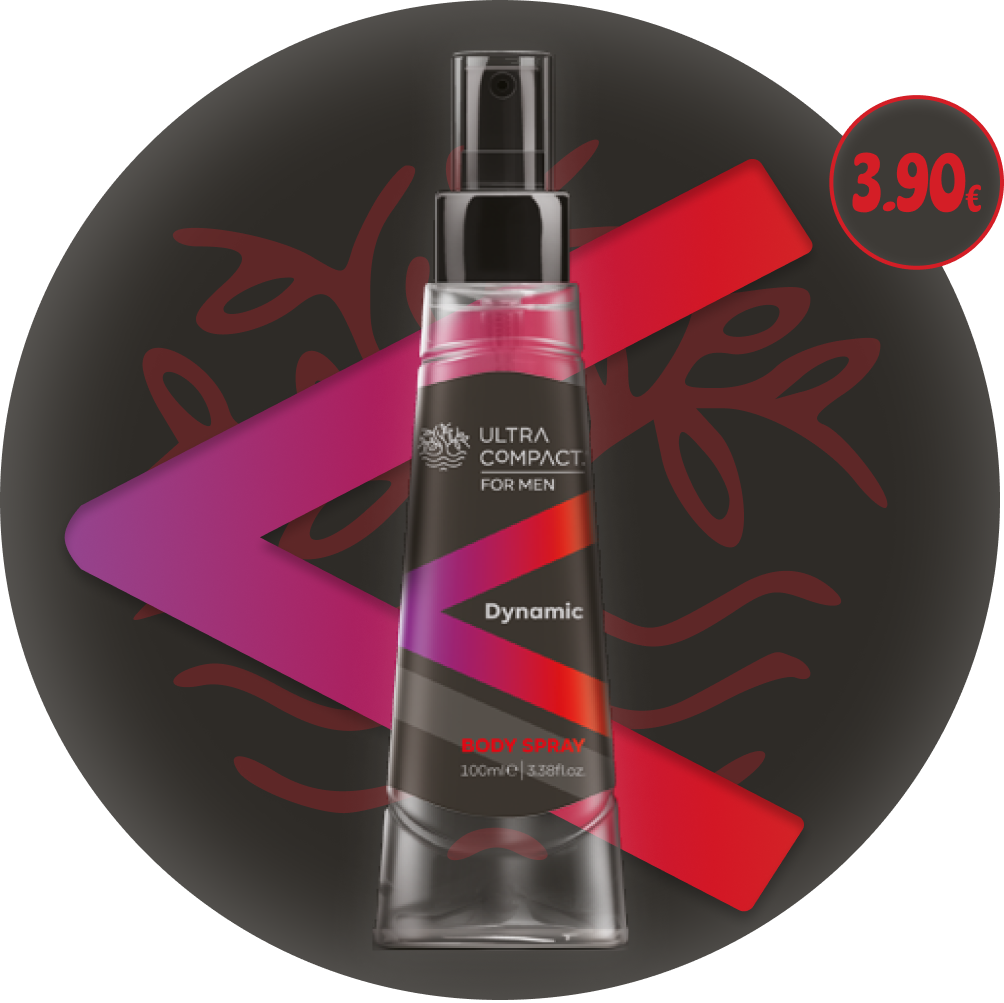 3.90€
ULTRA
COMPACT.
FOR MEN
Dynamic
BODY SPRAY
100ml℮ | 3.38fl.oz.